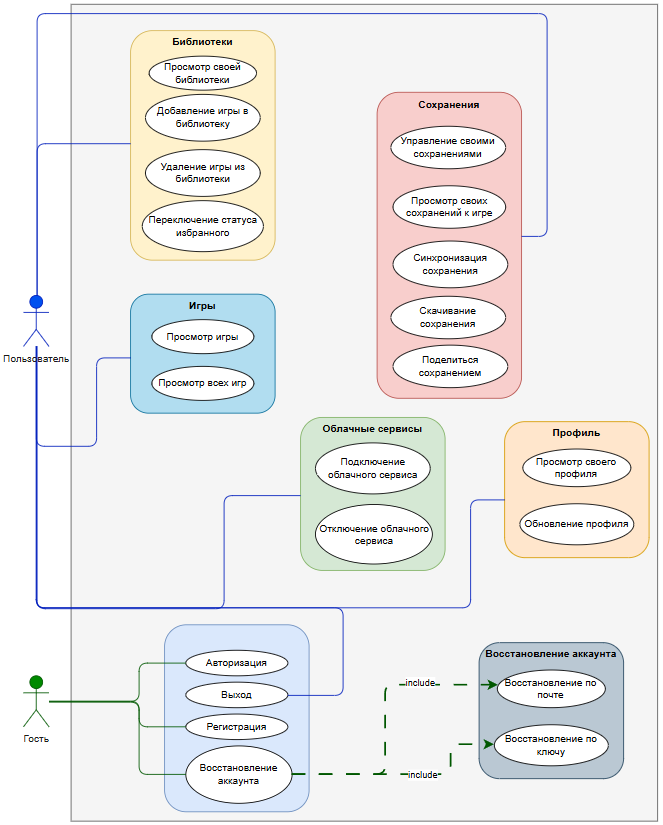 Библиотеки
Просмотр своей
библиотеки
Добавление игры в
библиотеку
Удаление игры из
библиотеки
Переключение статуса
избранного
Сохранения
Управление своими
сохранениями
Просмотр своих
сохранений к игре
Синхронизация
сохранения
Скачивание
сохранения
Поделиться
сохранением
Пользователь
Игры
Просмотр игры
Просмотр всех игр
Облачные сервисы
Подключение
облачного сервиса
Отключение облачного
сервиса
Профиль
Просмотр своего
профиля
Обновление профиля
Гость
Авторизация
Выход
Регистрация
Восстановление
аккаунта
include
include
Восстановление аккаунта
Восстановление по
почте
Восстановление по
ключу